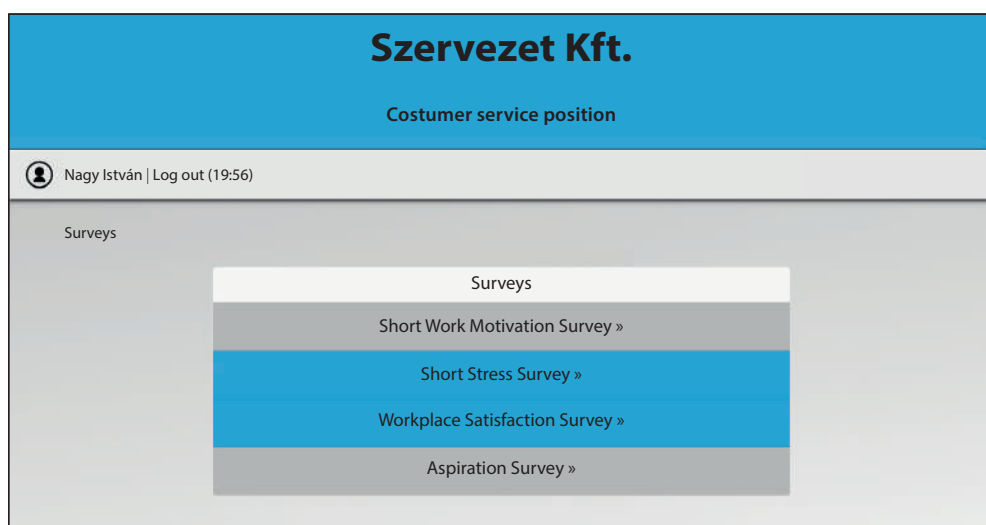 Szervezet Kft.
Costumer service position
Nagy István | Log out (19:56)
Surveys
Surveys
Short Work Motivation Survey »
Short Stress Survey »
Workplace Satisfaction Survey »
Aspiration Survey »